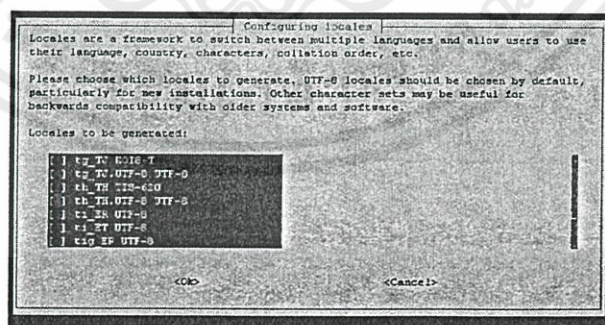 Configuring locales
Locales are a framework to switch between multiple languages and allow users to use
their language, country, characters, collation order, etc.
Please choose which locales to generate. UTF-8 locales should be chosen by default,
particularly for new installations. Other character sets may be useful for
backwards compatibility with older systems and software.
Locales to be generated:
[ ] tg_TJ KOI8-T
[ ] tg_TJ.UTF-8 UTF-8
[ ] th_TH TIS-620
[ ] th_TH.UTF-8 UTF-8
[ ] ti_ER UTF-8
[ ] ti_ET UTF-8
[ ] tig_ER UTF-8
<Ok> <Cancel>